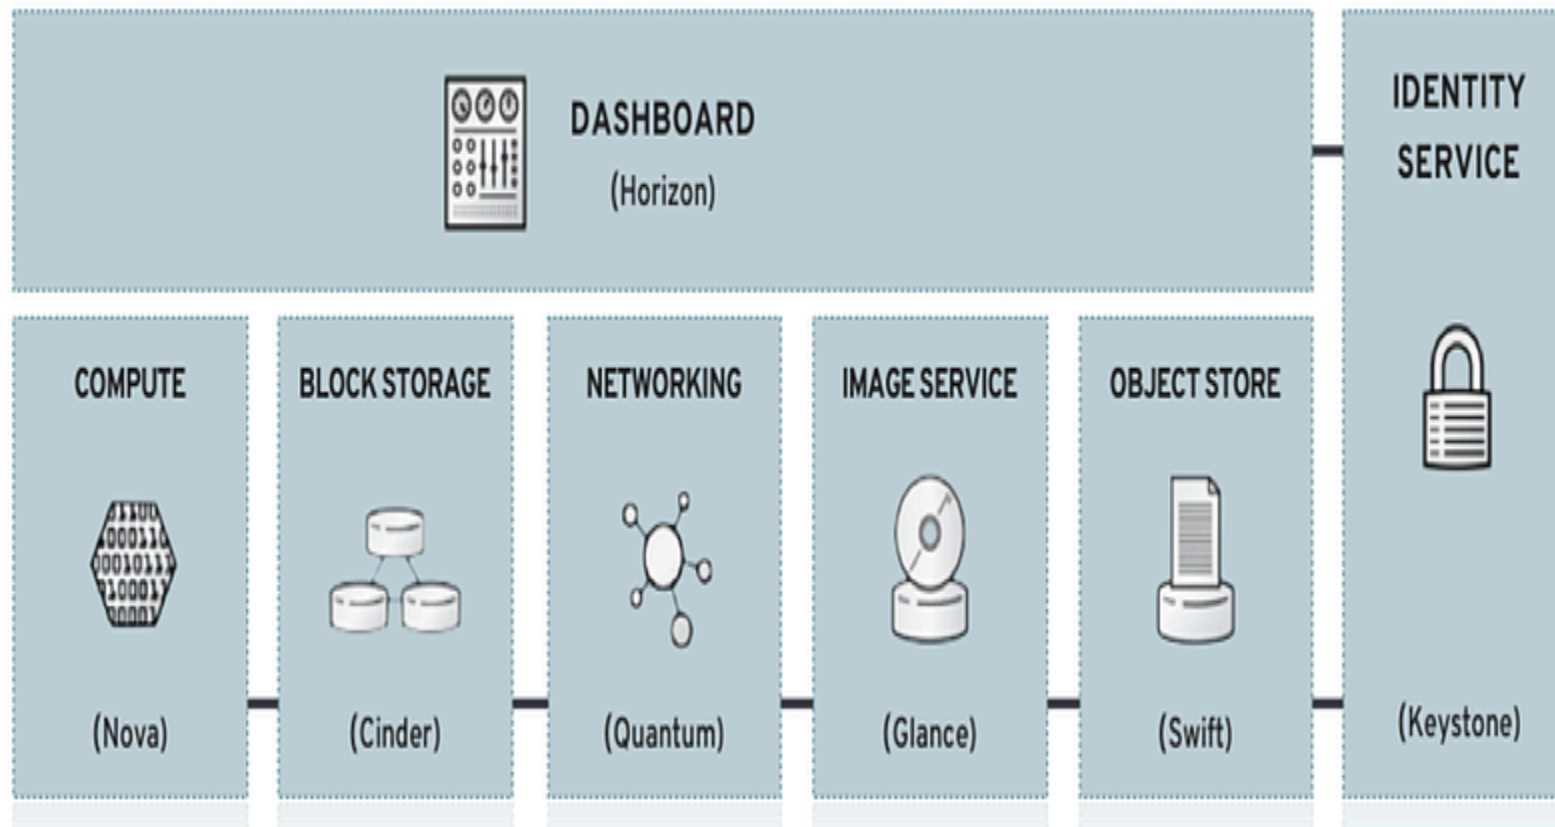 DASHBOARD
(Horizon)
IDENTITY
SERVICE
(Keystone)
COMPUTE
(Nova)
BLOCK STORAGE
(Cinder)
NETWORKING
(Quantum)
IMAGE SERVICE
(Glance)
OBJECT STORE
(Swift)